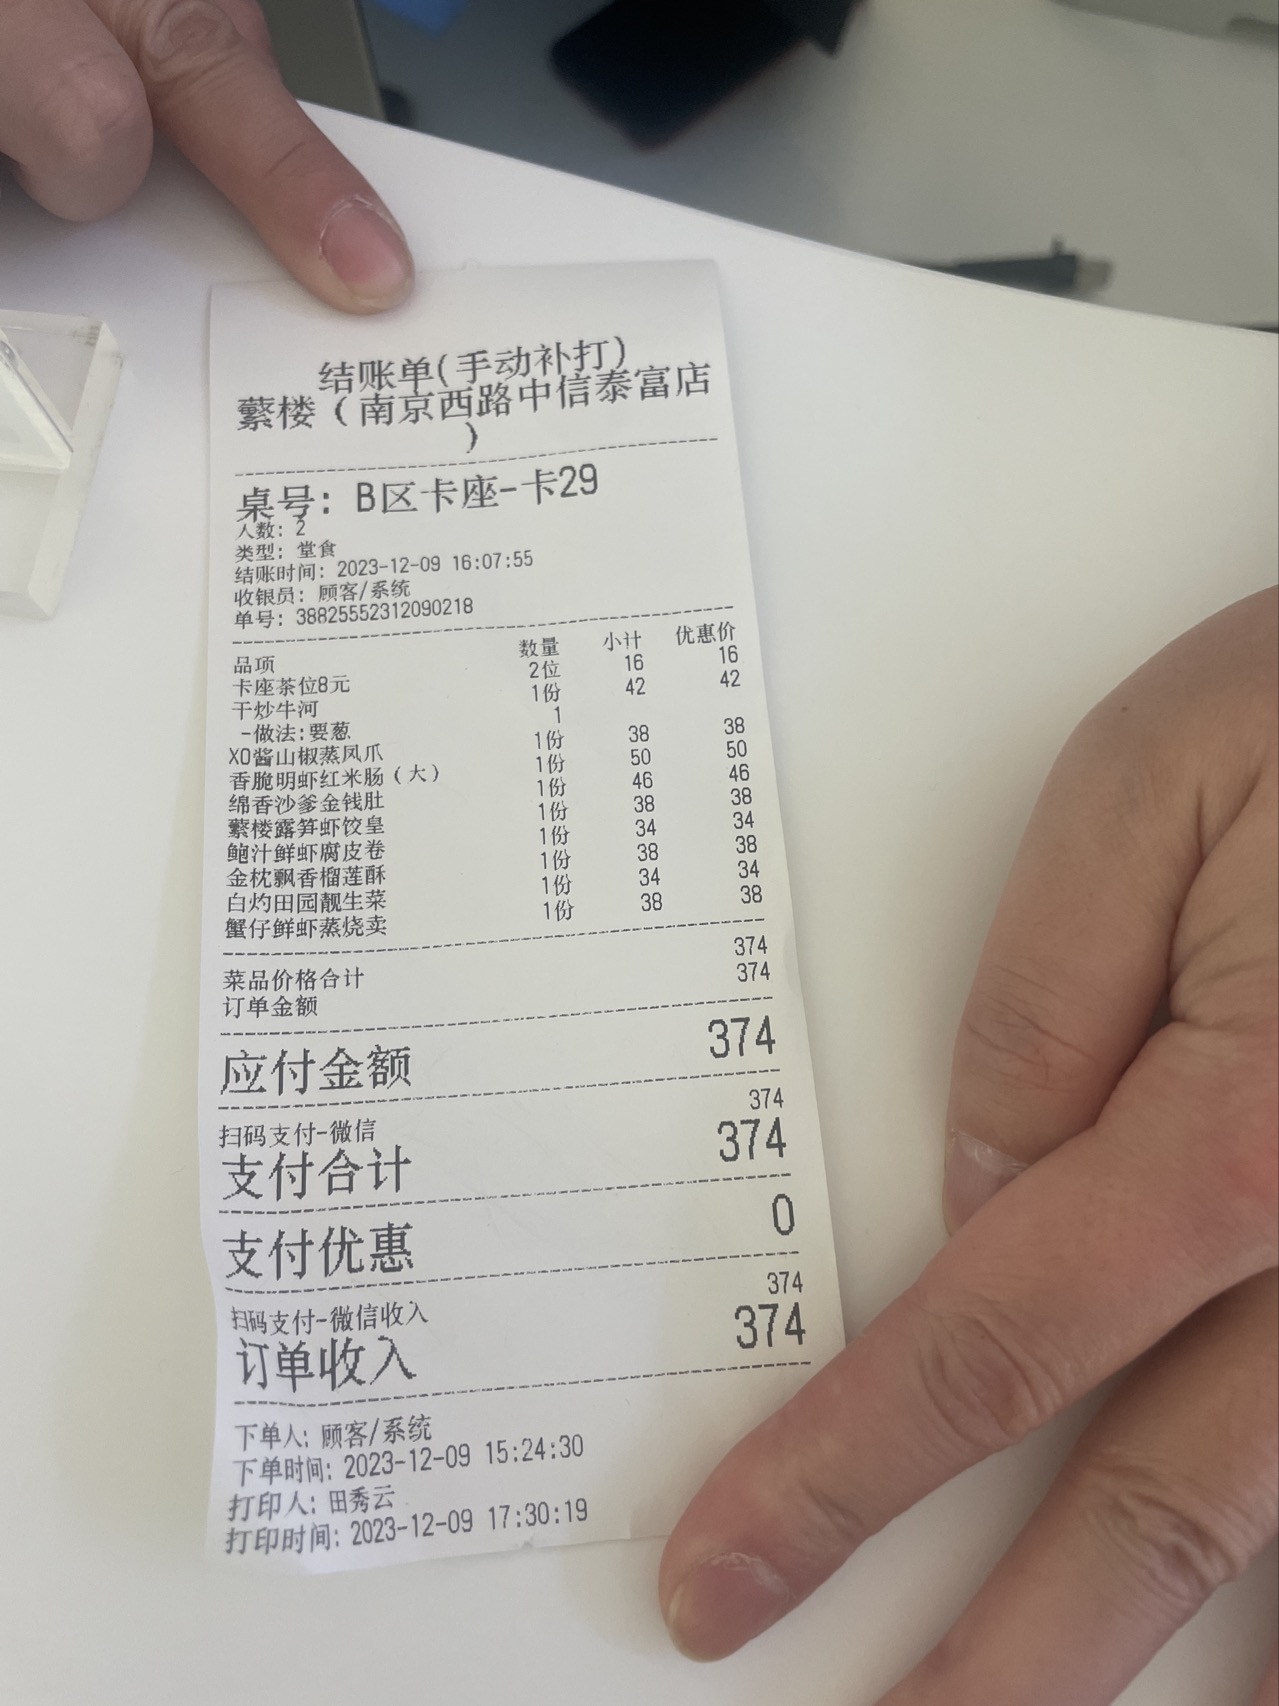 结账单(手动补打)
蘩楼（南京西路中信泰富店
）
桌号: B区卡座-卡29
人数: 2
类型: 堂食
结账时间: 2023-12-09 16:07:55
收银员: 顾客/系统
单号: 38825552312090218
品项 数量 小计 优惠价
卡座茶位8元 2位 16 16
干炒牛河 1份 42 42
-做法:要葱 1
XO酱山椒蒸凤爪 1份 38 38
香脆明虾红米肠（大） 1份 50 50
绵香沙爹金钱肚 1份 46 46
蘩楼露笋虾饺皇 1份 38 38
鲍汁鲜虾腐皮卷 1份 34 34
金枕飘香榴莲酥 1份 38 38
白灼田园靓生菜 1份 34 34
蟹仔鲜虾蒸烧卖 1份 38 38
菜品价格合计 374
订单金额 374
应付金额 374
扫码支付-微信 374
支付合计 374
支付优惠 0
扫码支付-微信收入 374
订单收入 374
下单人: 顾客/系统
下单时间: 2023-12-09 15:24:30
打印人: 田秀云
打印时间: 2023-12-09 17:30:19